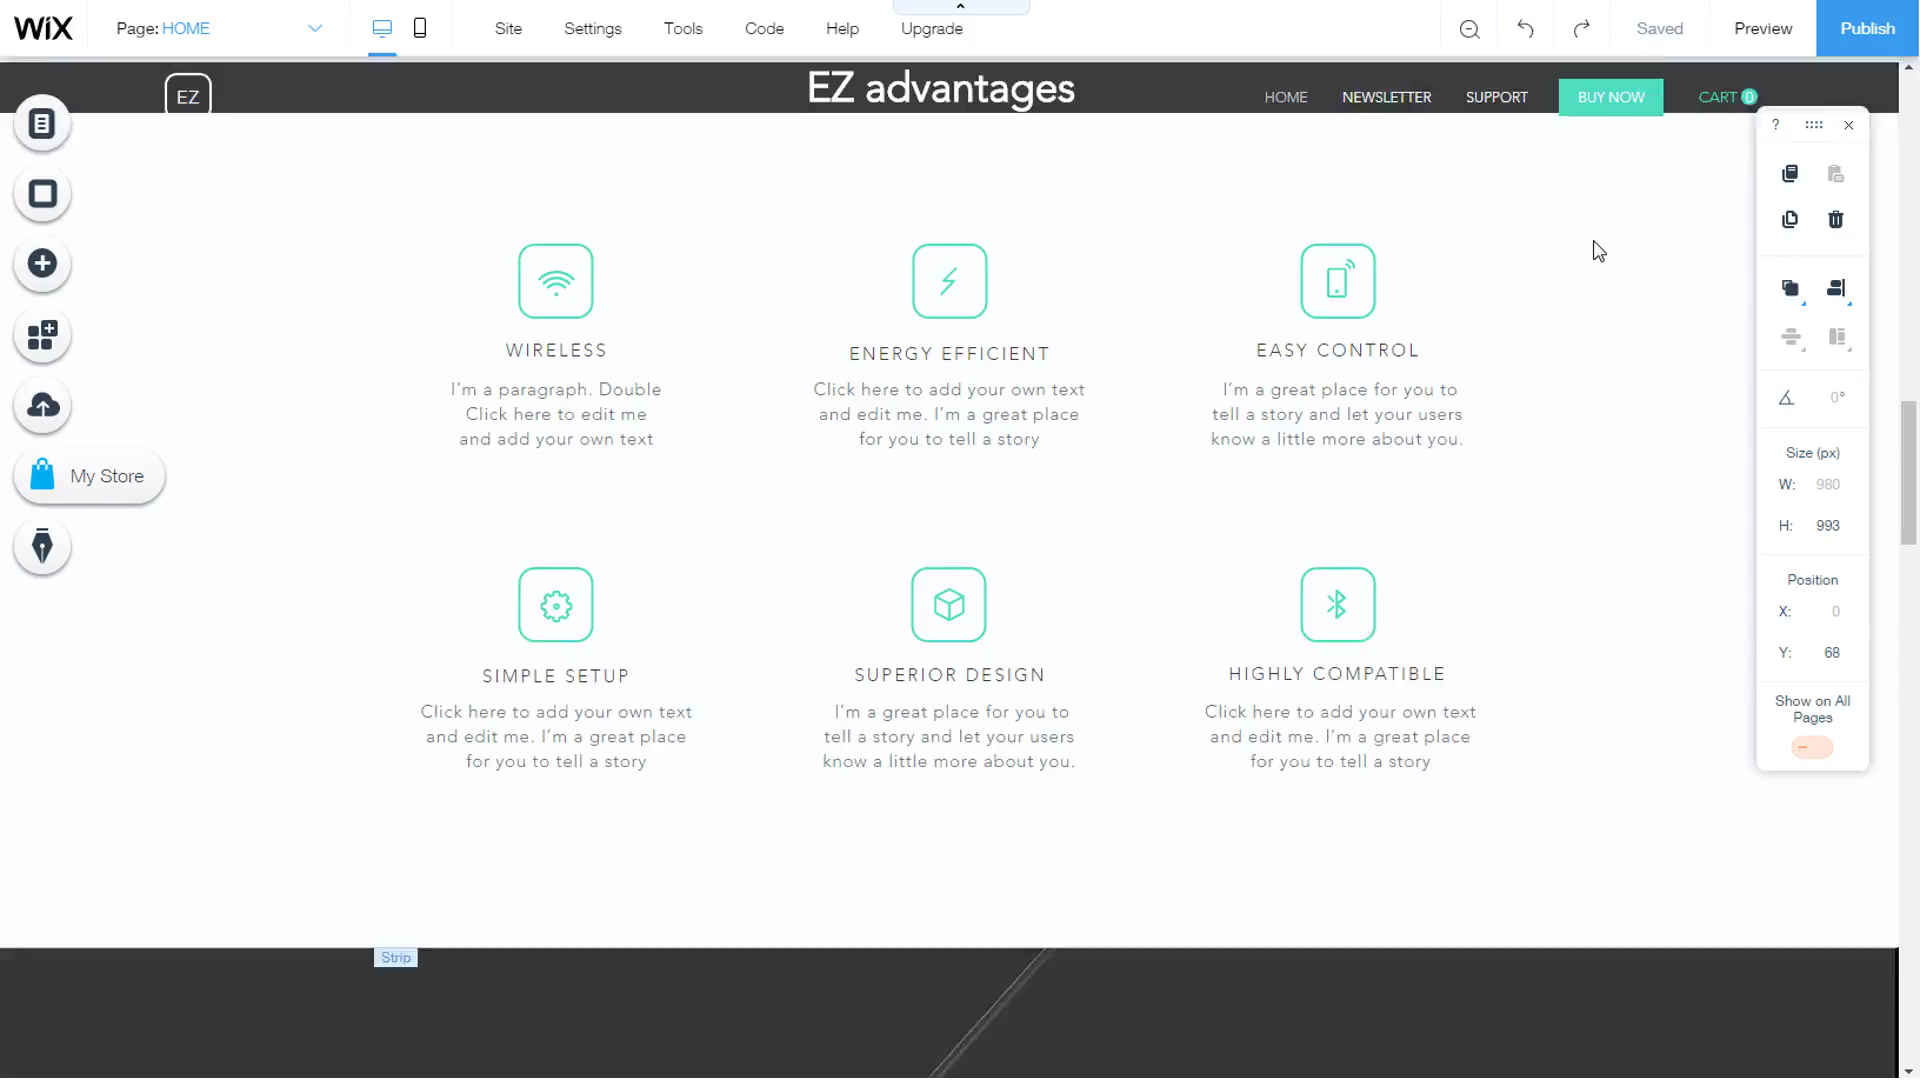 WIX
Page: HOME
Site
Settings
Tools
Code
Help
Upgrade
Saved
Preview
Publish
EZ
EZ advantages
HOME
NEWSLETTER
SUPPORT
BUY NOW
CART 0
?
My Store
WIRELESS
I'm a paragraph. Double
Click here to edit me
and add your own text
ENERGY EFFICIENT
Click here to add your own text
and edit me. I'm a great place
for you to tell a story
EASY CONTROL
I'm a great place for you to
tell a story and let your users
know a little more about you.
SIMPLE SETUP
Click here to add your own text
and edit me. I'm a great place
for you to tell a story
SUPERIOR DESIGN
I'm a great place for you to
tell a story and let your users
know a little more about you.
HIGHLY COMPATIBLE
Click here to add your own text
and edit me. I'm a great place
for you to tell a story
0°
Size (px)
W: 980
H: 993
Position
X: 0
Y: 68
Show on All
Pages
Strip